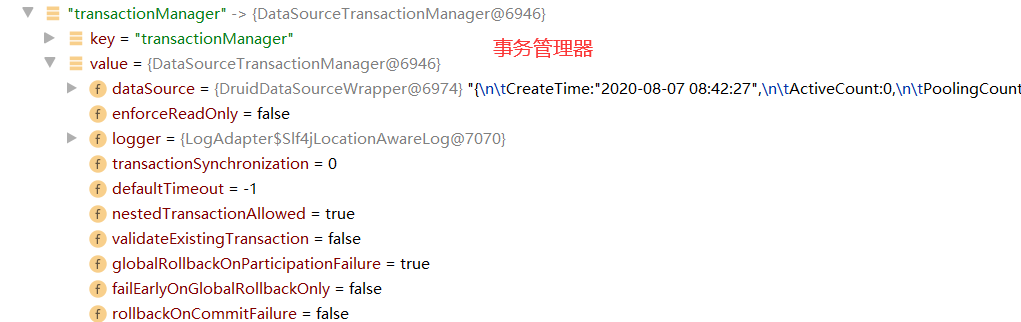 "transactionManager" -> {DataSourceTransactionManager@6946}
key = "transactionManager"
事务管理器
value = {DataSourceTransactionManager@6946}
f dataSource = {DruidDataSourceWrapper@6974} "{\n\tCreateTime:"2020-08-07 08:42:27",\n\tActiveCount:0,\n\tPoolingCount
f enforceReadOnly = false
f logger = {LogAdapter$Slf4jLocationAwareLog@7070}
f transactionSynchronization = 0
f defaultTimeout = -1
f nestedTransactionAllowed = true
f validateExistingTransaction = false
f globalRollbackOnParticipationFailure = true
f failEarlyOnGlobalRollbackOnly = false
f rollbackOnCommitFailure = false